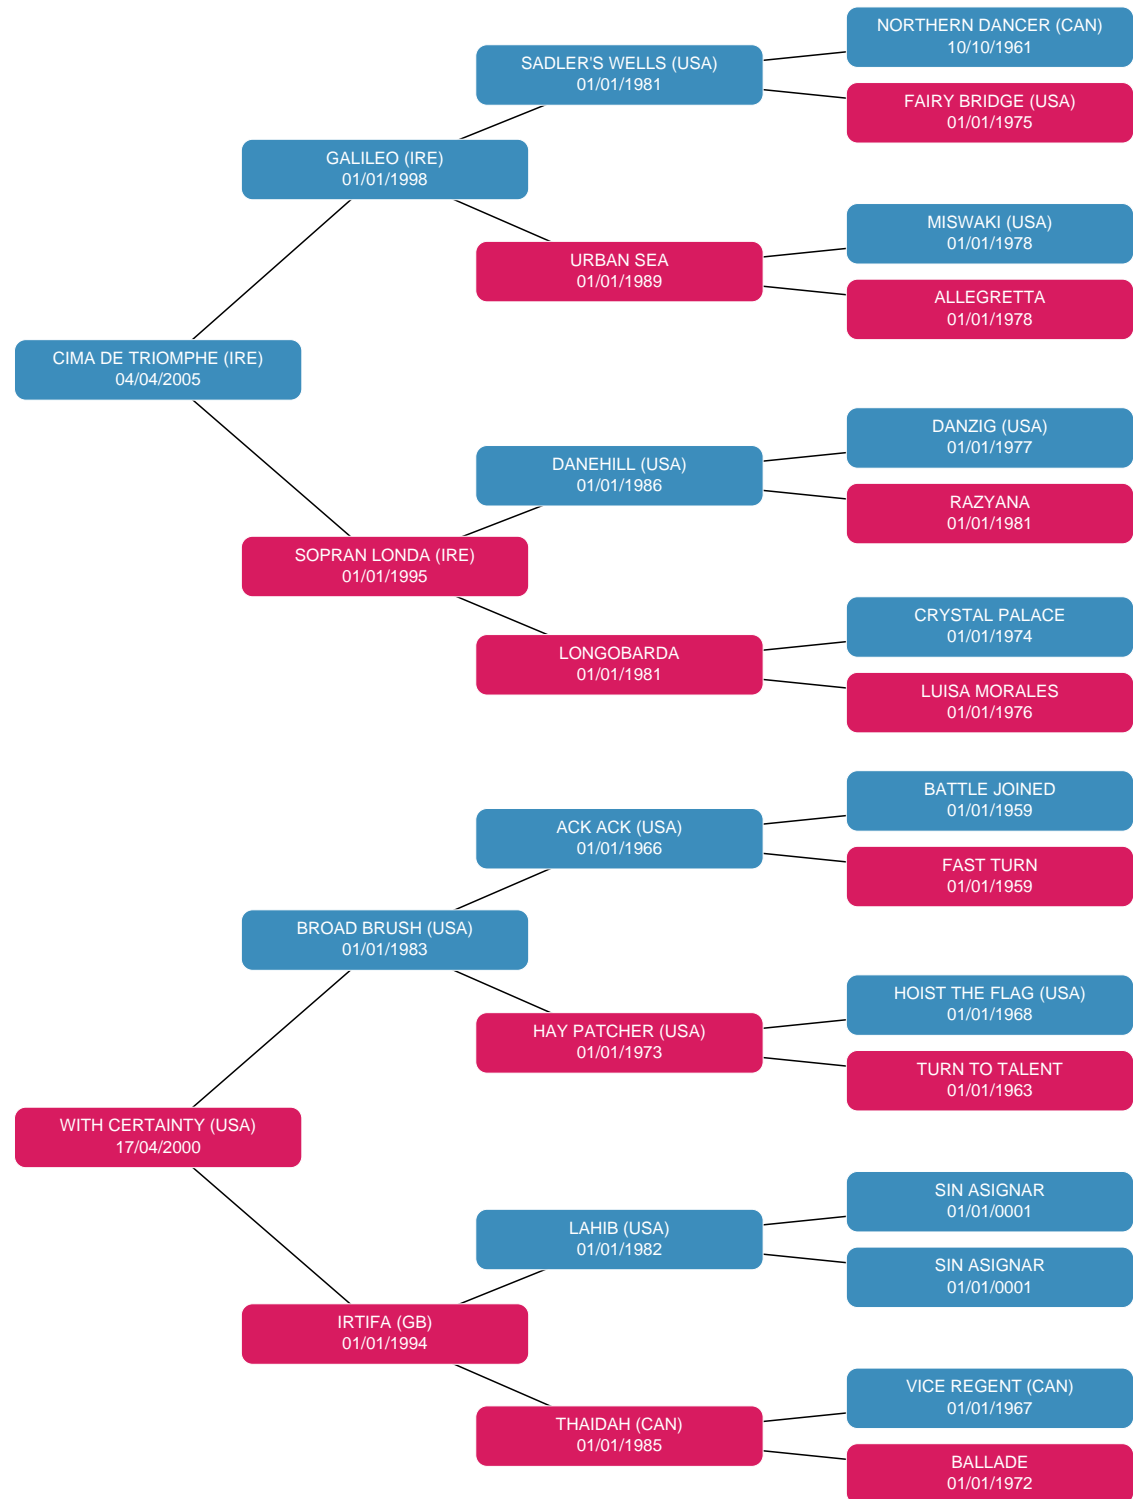 NORTHERN DANCER (CAN)
10/10/1961
SADLER'S WELLS (USA)
01/01/1981
FAIRY BRIDGE (USA)
01/01/1975
GALILEO (IRE)
01/01/1998
MISWAKI (USA)
01/01/1978
URBAN SEA
01/01/1989
ALLEGRETTA
01/01/1978
CIMA DE TRIOMPHE (IRE)
04/04/2005
DANZIG (USA)
01/01/1977
DANEHILL (USA)
01/01/1986
RAZYANA
01/01/1981
SOPRAN LONDA (IRE)
01/01/1995
CRYSTAL PALACE
01/01/1974
LONGOBARDA
01/01/1981
LUISA MORALES
01/01/1976
BATTLE JOINED
01/01/1959
ACK ACK (USA)
01/01/1966
FAST TURN
01/01/1959
BROAD BRUSH (USA)
01/01/1983
HOIST THE FLAG (USA)
01/01/1968
HAY PATCHER (USA)
01/01/1973
TURN TO TALENT
01/01/1963
WITH CERTAINTY (USA)
17/04/2000
SIN ASIGNAR
01/01/0001
LAHIB (USA)
01/01/1982
SIN ASIGNAR
01/01/0001
IRTIFA (GB)
01/01/1994
VICE REGENT (CAN)
01/01/1967
THAIDAH (CAN)
01/01/1985
BALLADE
01/01/1972